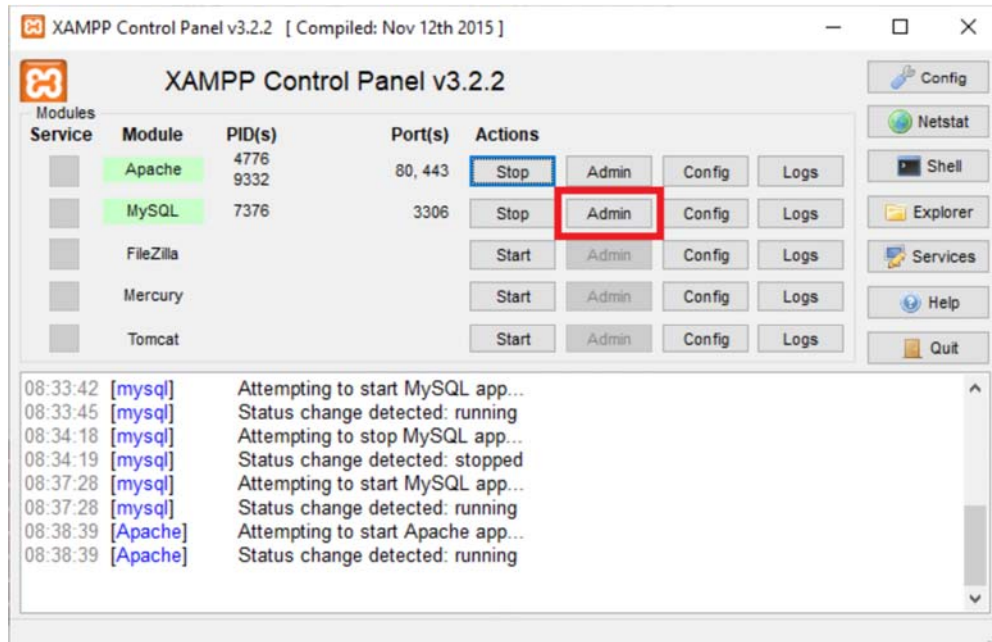 XAMPP Control Panel v3.2.2 [ Compiled: Nov 12th 2015 ]
XAMPP Control Panel v3.2.2
Config
Modules
Service Module PID(s) Port(s) Actions
Netstat
Apache 4776 9332 80, 443 Stop Admin Config Logs
Shell
MySQL 7376 3306 Stop Admin Config Logs
Explorer
FileZilla Start Admin Config Logs
Services
Mercury Start Admin Config Logs
Help
Tomcat Start Admin Config Logs
Quit
08:33:42 [mysql] Attempting to start MySQL app...
08:33:45 [mysql] Status change detected: running
08:34:18 [mysql] Attempting to stop MySQL app...
08:34:19 [mysql] Status change detected: stopped
08:37:28 [mysql] Attempting to start MySQL app...
08:37:28 [mysql] Status change detected: running
08:38:39 [Apache] Attempting to start Apache app...
08:38:39 [Apache] Status change detected: running